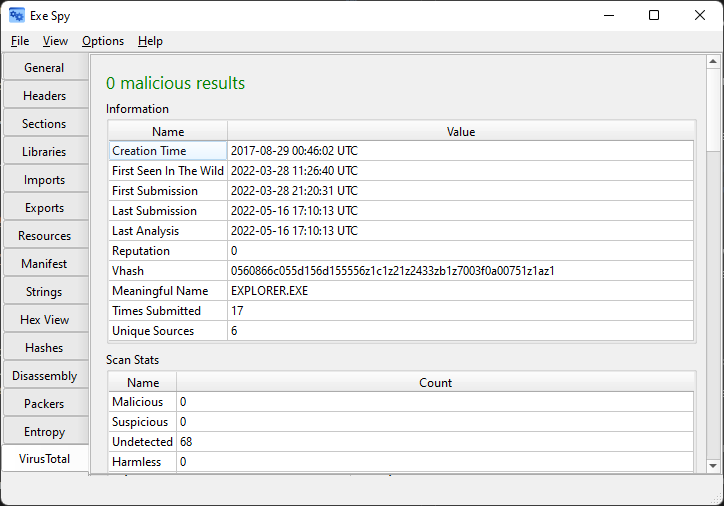 Exe Spy
File View Options Help
General
Headers
Sections
Libraries
Imports
Exports
Resources
Manifest
Strings
Hex View
Hashes
Disassembly
Packers
Entropy
VirusTotal
0 malicious results
Information
Name Value
Creation Time 2017-08-29 00:46:02 UTC
First Seen In The Wild 2022-03-28 11:26:40 UTC
First Submission 2022-03-28 21:20:31 UTC
Last Submission 2022-05-16 17:10:13 UTC
Last Analysis 2022-05-16 17:10:13 UTC
Reputation 0
Vhash 0560866c055d156d155556z1c1z21z2433zb1z7003f0a00751z1az1
Meaningful Name EXPLORER.EXE
Times Submitted 17
Unique Sources 6
Scan Stats
Name Count
Malicious 0
Suspicious 0
Undetected 68
Harmless 0